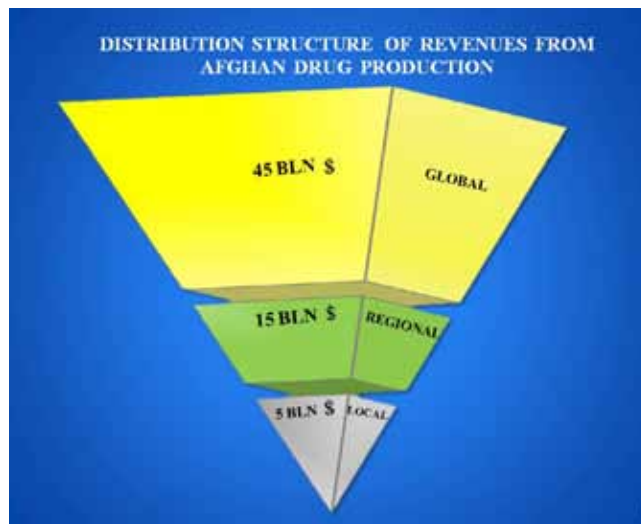 DISTRIBUTION STRUCTURE OF REVENUES FROM
AFGHAN DRUG PRODUCTION
45 BLN $ GLOBAL
15 BLN $ REGIONAL
5 BLN $ LOCAL